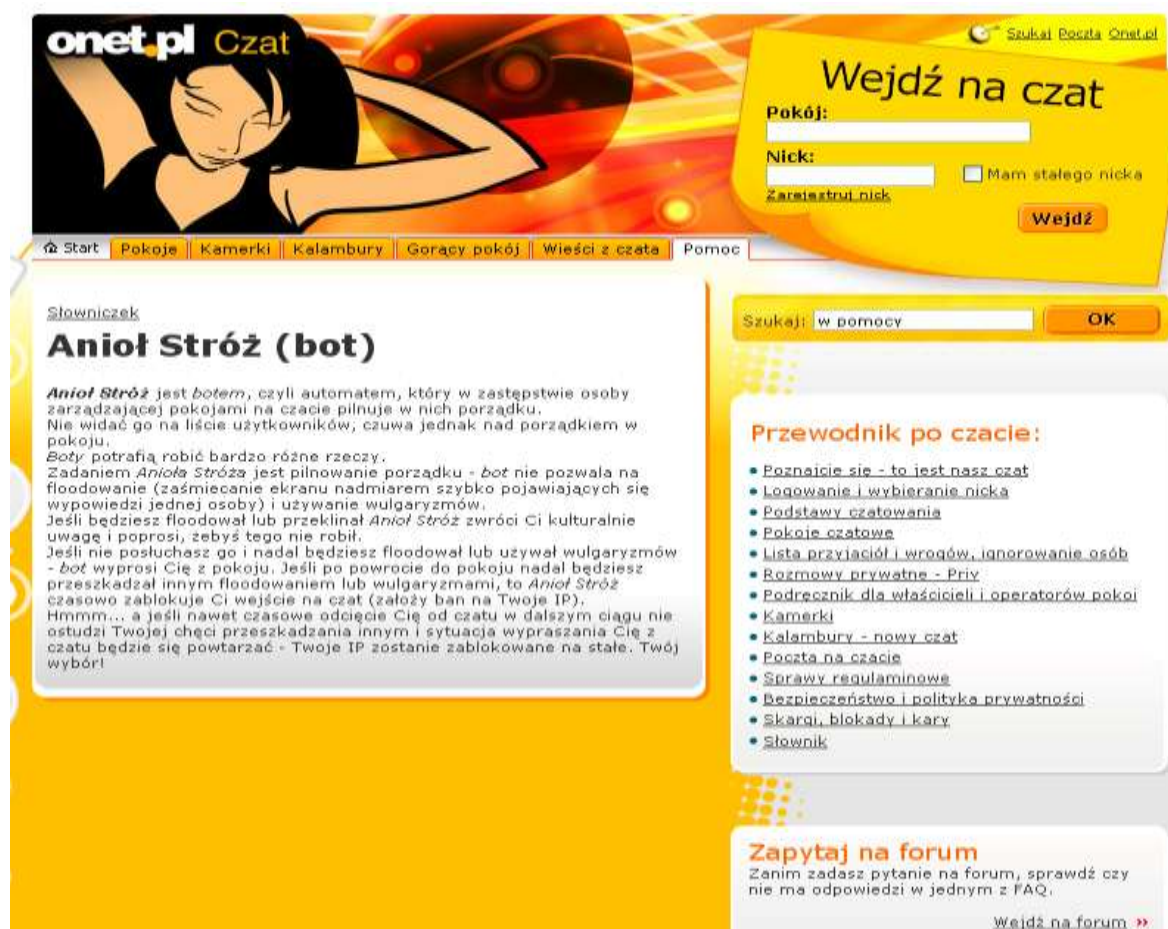 onet.pl Czat
Szukaj Poczta Onet.pl
Wejdź na czat
Pokój:
Nick:
Mam stałego nicka
Zarejestruj nick
Wejdź
Start Pokoje Kamerki Kalambury Gorący pokój Wieści z czata Pomoc
Słowniczek
Anioł Stróż (bot)
Anioł Stróż jest botem, czyli automatem, który w zastępstwie osoby
zarządzającej pokojami na czacie pilnuje w nich porządku.
Nie widać go na liście użytkowników, czuwa jednak nad porządkiem w
pokoju.
Boty potrafią robić bardzo różne rzeczy.
Zadaniem Anioła Stróża jest pilnowanie porządku - bot nie pozwala na
floodowanie (zaśmiecanie ekranu nadmiarem szybko pojawiających się
wypowiedzi jednej osoby) i używanie wulgaryzmów.
Jeśli będziesz floodował lub przeklinał Anioł Stróż zwróci Ci kulturalnie
uwagę i poprosi, żebyś tego nie robił.
Jeśli nie posłuchasz go i nadal będziesz floodował lub używał wulgaryzmów
- bot wyprosi Cię z pokoju. Jeśli po powrocie do pokoju nadal będziesz
przeszkadzał innym floodowaniem lub wulgaryzmami, to Anioł Stróż
czasowo zablokuje Ci wejście na czat (założy ban na Twoje IP).
Hmmm... a jeśli nawet czasowe odcięcie Cię od czatu w dalszym ciągu nie
ostudzi Twojej chęci przeszkadzania innym i sytuacja wypraszania Cię z
czatu będzie się powtarzać - Twoje IP zostanie zablokowane na stałe. Twój
wybór!
Szukaj: w pomocy OK
Przewodnik po czacie:
Poznajcie się - to jest nasz czat
Logowanie i wybieranie nicka
Podstawy czatowania
Pokoje czatowe
Lista przyjaciół i wrogów, ignorowanie osób
Rozmowy prywatne - Priv
Podręcznik dla właścicieli i operatorów pokoi
Kamerki
Kalambury - nowy czat
Poczta na czacie
Sprawy regulaminowe
Bezpieczeństwo i polityka prywatności
Skargi, blokady i kary
Słownik
Zapytaj na forum
Zanim zadasz pytanie na forum, sprawdź czy
nie ma odpowiedzi w jednym z FAQ.
Wejdź na forum »